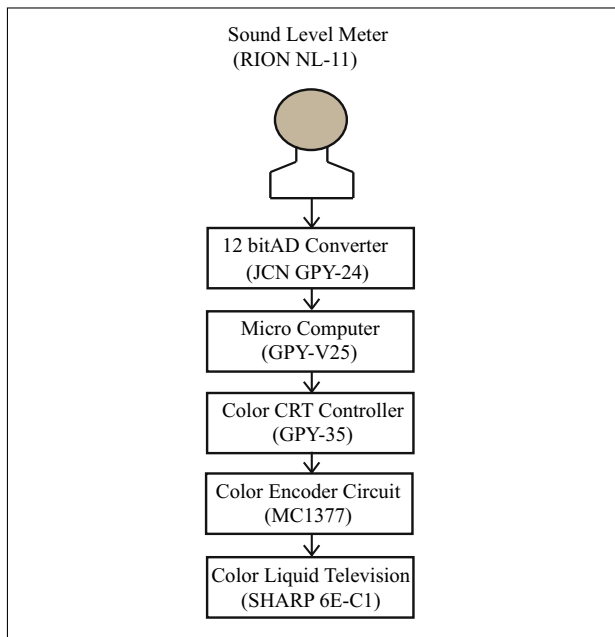 Sound Level Meter
(RION NL-11)
12 bitAD Converter
(JCN GPY-24)
Micro Computer
(GPY-V25)
Color CRT Controller
(GPY-35)
Color Encoder Circuit
(MC1377)
Color Liquid Television
(SHARP 6E-C1)